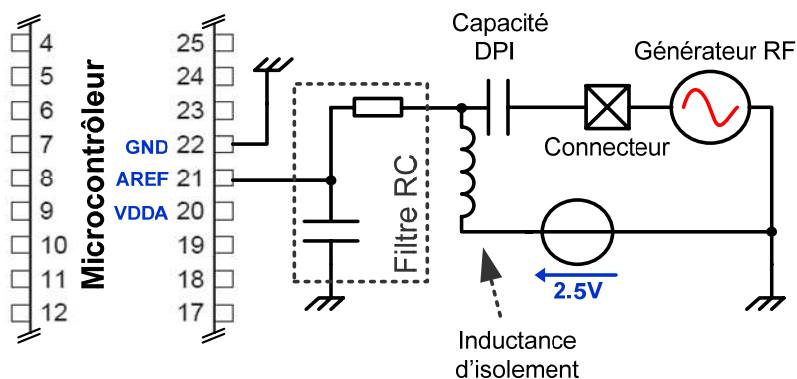 Capacité
DPI
Générateur RF
Connecteur
Microcontrôleur
4
5
6
7
8
9
10
11
12
25
24
23
GND 22
AREF 21
VDDA 20
19
18
17
Filtre RC
2.5V
Inductance
d'isolement